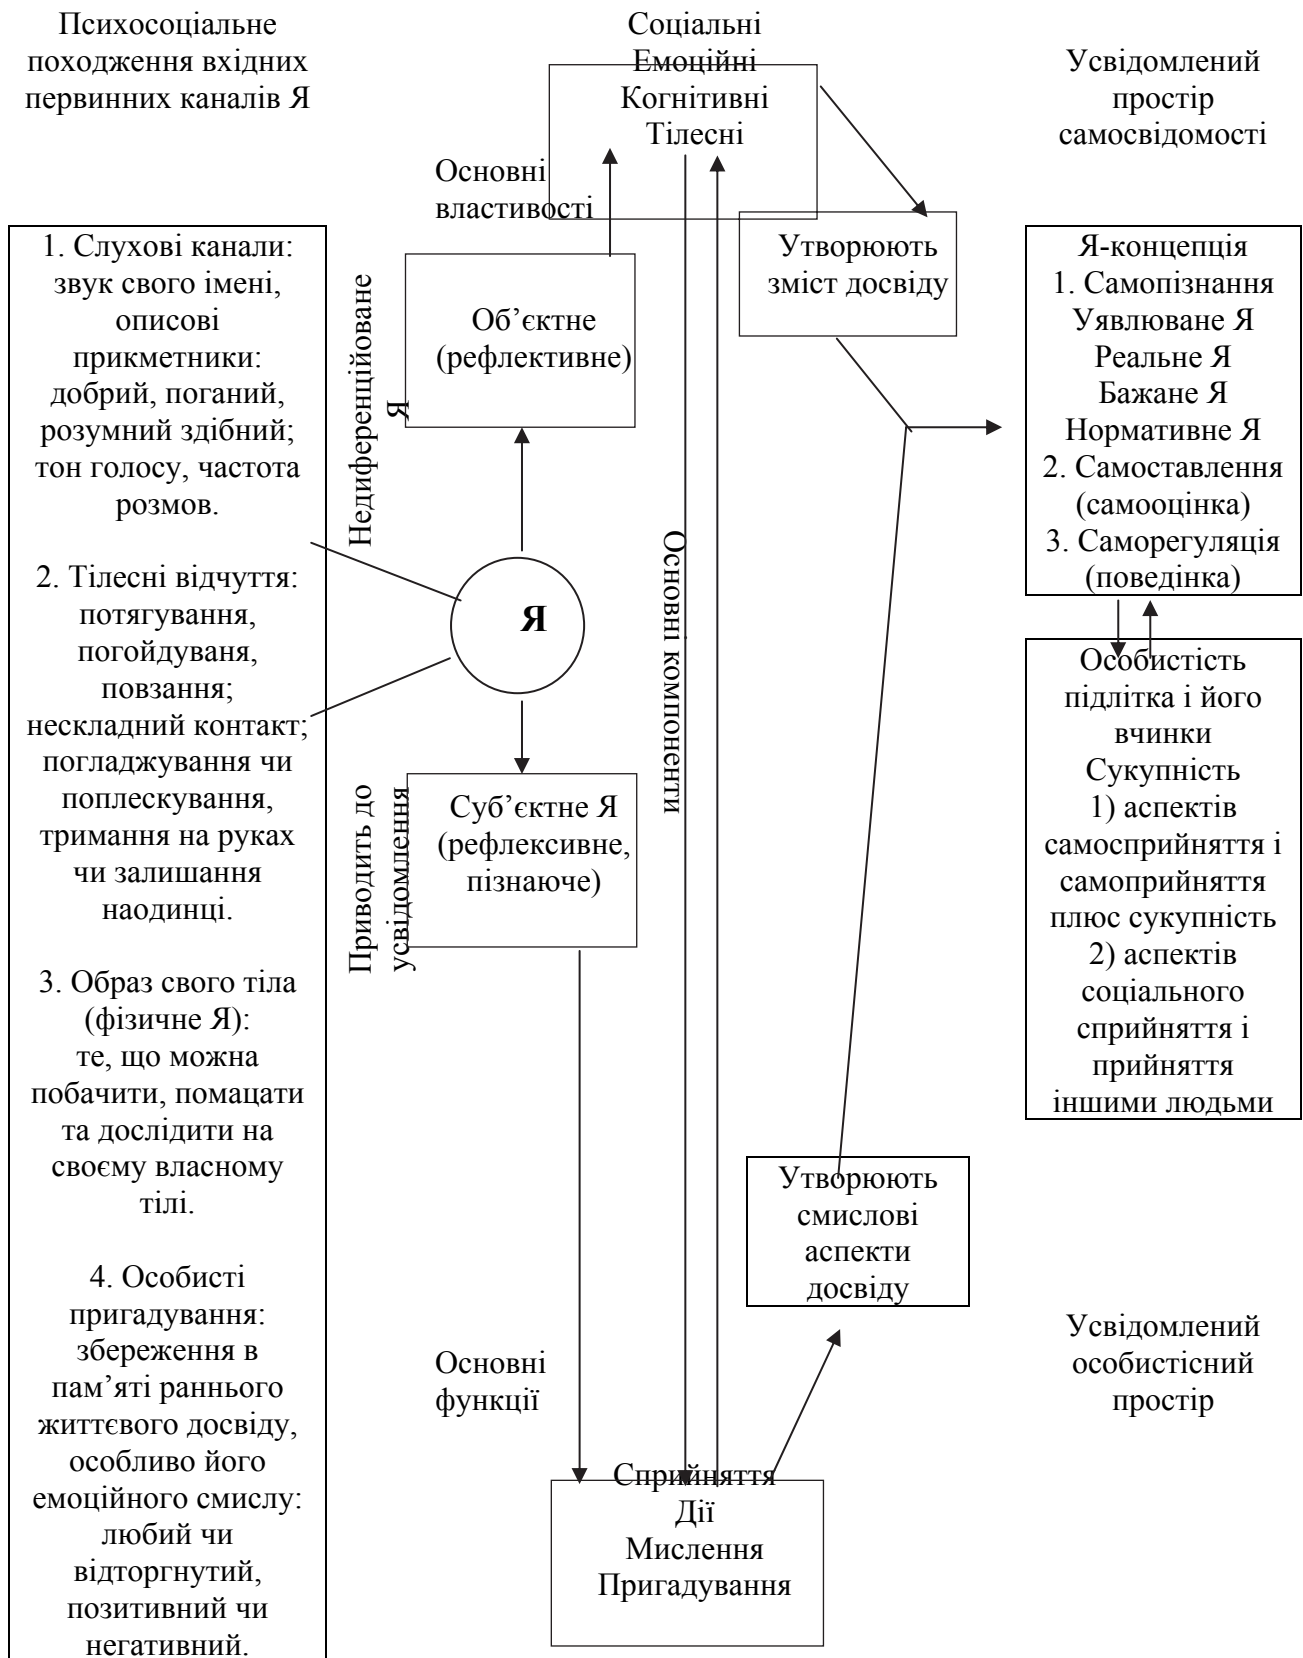 Психосоціальне
походження вхідних
первинних каналів Я
1. Слухові канали:
звук свого імені,
описові
прикметники:
добрий, поганий,
розумний здібний;
тон голосу, частота
розмов.
2. Тілесні відчуття:
потягування,
погойдуваня,
повзання;
нескладний контакт;
погладжування чи
поплескування,
тримання на руках
чи залишання
наодинці.
3. Образ свого тіла
(фізичне Я):
те, що можна
побачити, помацати
та дослідити на
своєму власному
тілі.
4. Особисті
пригадування:
збереження в
пам’яті раннього
життєвого досвіду,
особливо його
емоційного смислу:
любий чи
відторгнутий,
позитивний чи
негативний.
Недиференційоване
Я
Приводить до
усвідомлення
Соціальні
Емоційні
Когнітивні
Тілесні
Основні
властивості
Об’єктне
(рефлективне)
Я
Суб’єктне Я
(рефлексивне,
пізнаюче)
Основні компоненти
Основні
функції
Сприйняття
Дії
Мислення
Пригадування
Утворюють
зміст досвіду
Утворюють
смислові
аспекти
досвіду
Усвідомлений
простір
самосвідомості
Я-концепція
1. Самопізнання
Уявлюване Я
Реальне Я
Бажане Я
Нормативне Я
2. Самоставлення
(самооцінка)
3. Саморегуляція
(поведінка)
Особистість
підлітка і його
вчинки
Сукупність
1) аспектів
самосприйняття і
самоприйняття
плюс сукупність
2) аспектів
соціального
сприйняття і
прийняття
іншими людьми
Усвідомлений
особистісний
простір